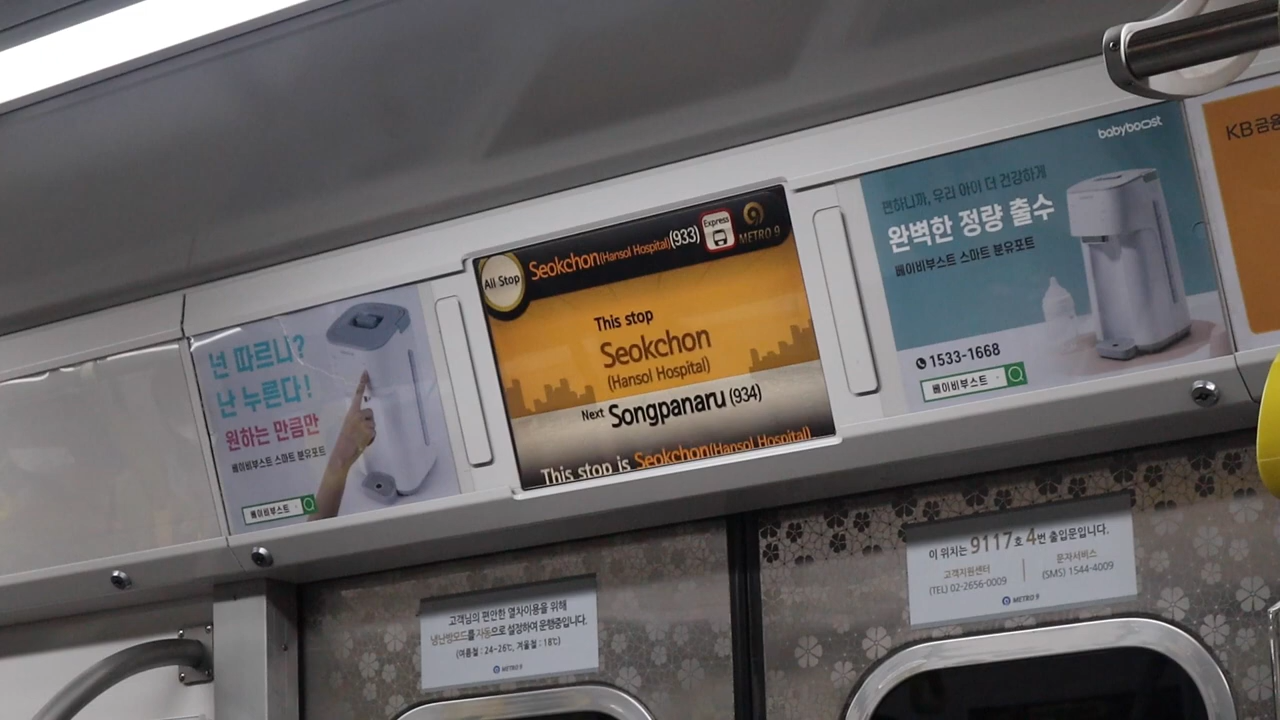 넌 따르니?
난 누른다!
원하는 만큼만
베이비부스트 스마트 분유포트
베이비부스트
All Stop
Seokchon(Hansol Hospital)(933)
Express
METRO 9
This stop
Seokchon
(Hansol Hospital)
Next Songpanaru (934)
This stop is Seokchon(Hansol Hospital)
babyboost
편하니까, 우리 아이 더 건강하게
완벽한 정량 출수
베이비부스트 스마트 분유포트
1533-1668
베이비부스트
KB금융
고객님의 편안한 열차이용을 위해
냉난방모드를 자동으로 설정하여 운행중입니다.
(여름철 : 24~26℃, 겨울철 : 18℃)
METRO 9
이 위치는 9117호 4번 출입문입니다.
고객지원센터
(TEL) 02-2656-0009
문자서비스
(SMS) 1544-4009
METRO 9